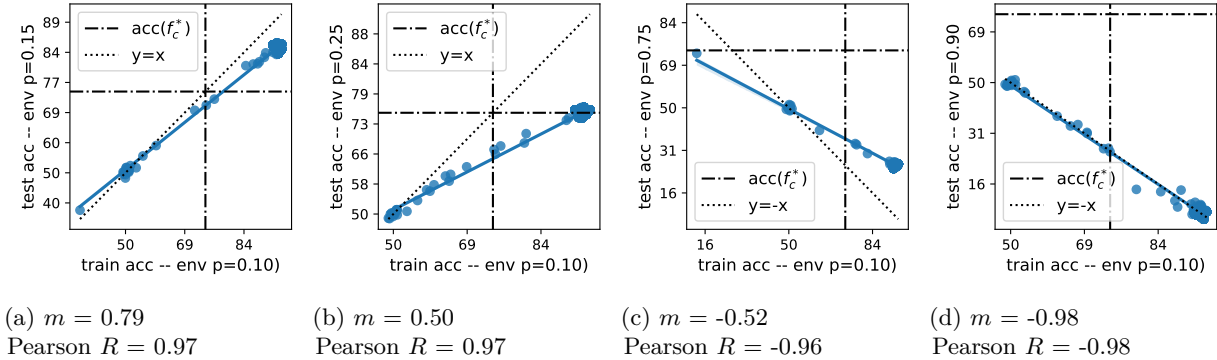 test acc -- env p=0.15
89
84
77
69
60
50
40
acc(f_c^*)
y=x
50
69
84
train acc -- env p=0.10)
(a) m = 0.79
Pearson R = 0.97
test acc -- env p=0.25
88
84
79
73
66
58
50
acc(f_c^*)
y=x
50
69
84
train acc -- env p=0.10)
(b) m = 0.50
Pearson R = 0.97
test acc -- env p=0.75
84
69
50
31
16
acc(f_c^*)
y=-x
16
50
84
train acc -- env p=0.10)
(c) m = -0.52
Pearson R = -0.96
test acc -- env p=0.90
69
50
31
16
acc(f_c^*)
y=-x
50
69
84
train acc -- env p=0.10)
(d) m = -0.98
Pearson R = -0.98